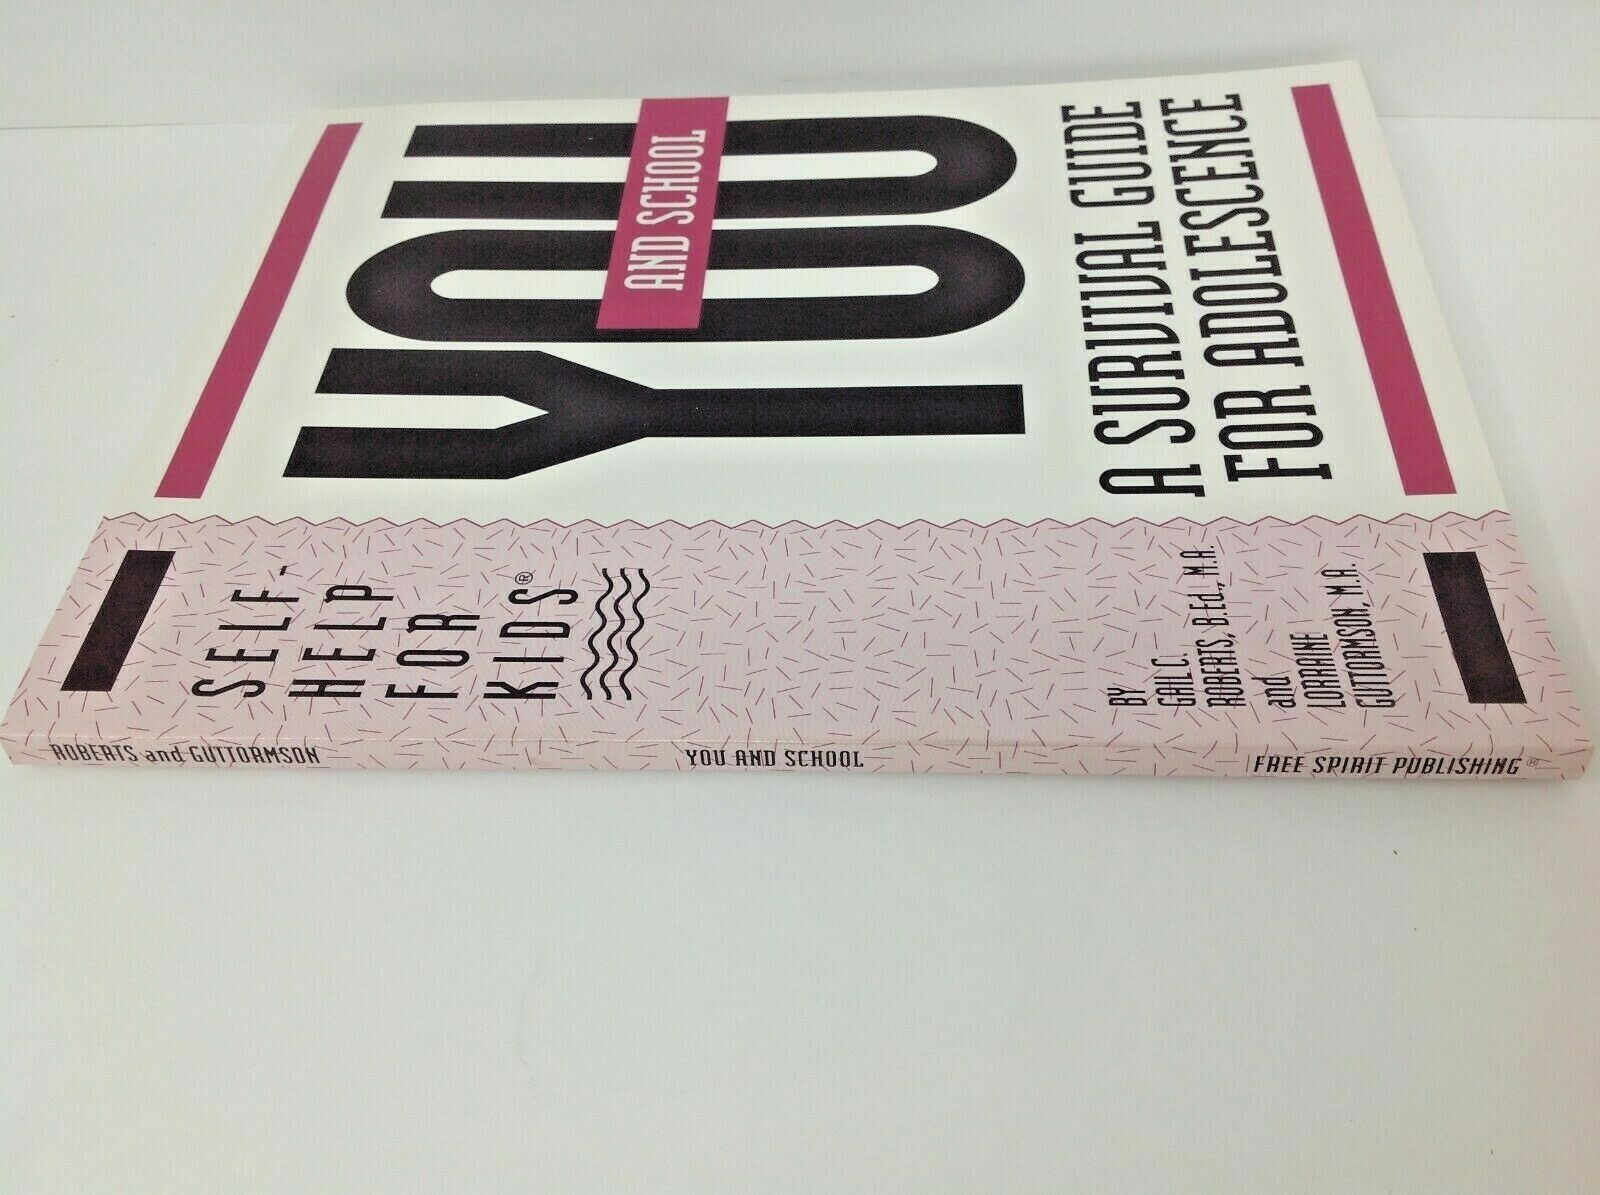 SELF-
HELP
FOR
KIDS®
BY
GAIL C.
ROBERTS, B.Ed., M.A.
and
LORRAINE
GUTTORMSON, M.A.
YOU
AND SCHOOL
A SURVIVAL GUIDE
FOR ADOLESCENCE
ROBERTS and GUTTORMSON
YOU AND SCHOOL
FREE SPIRIT PUBLISHING®